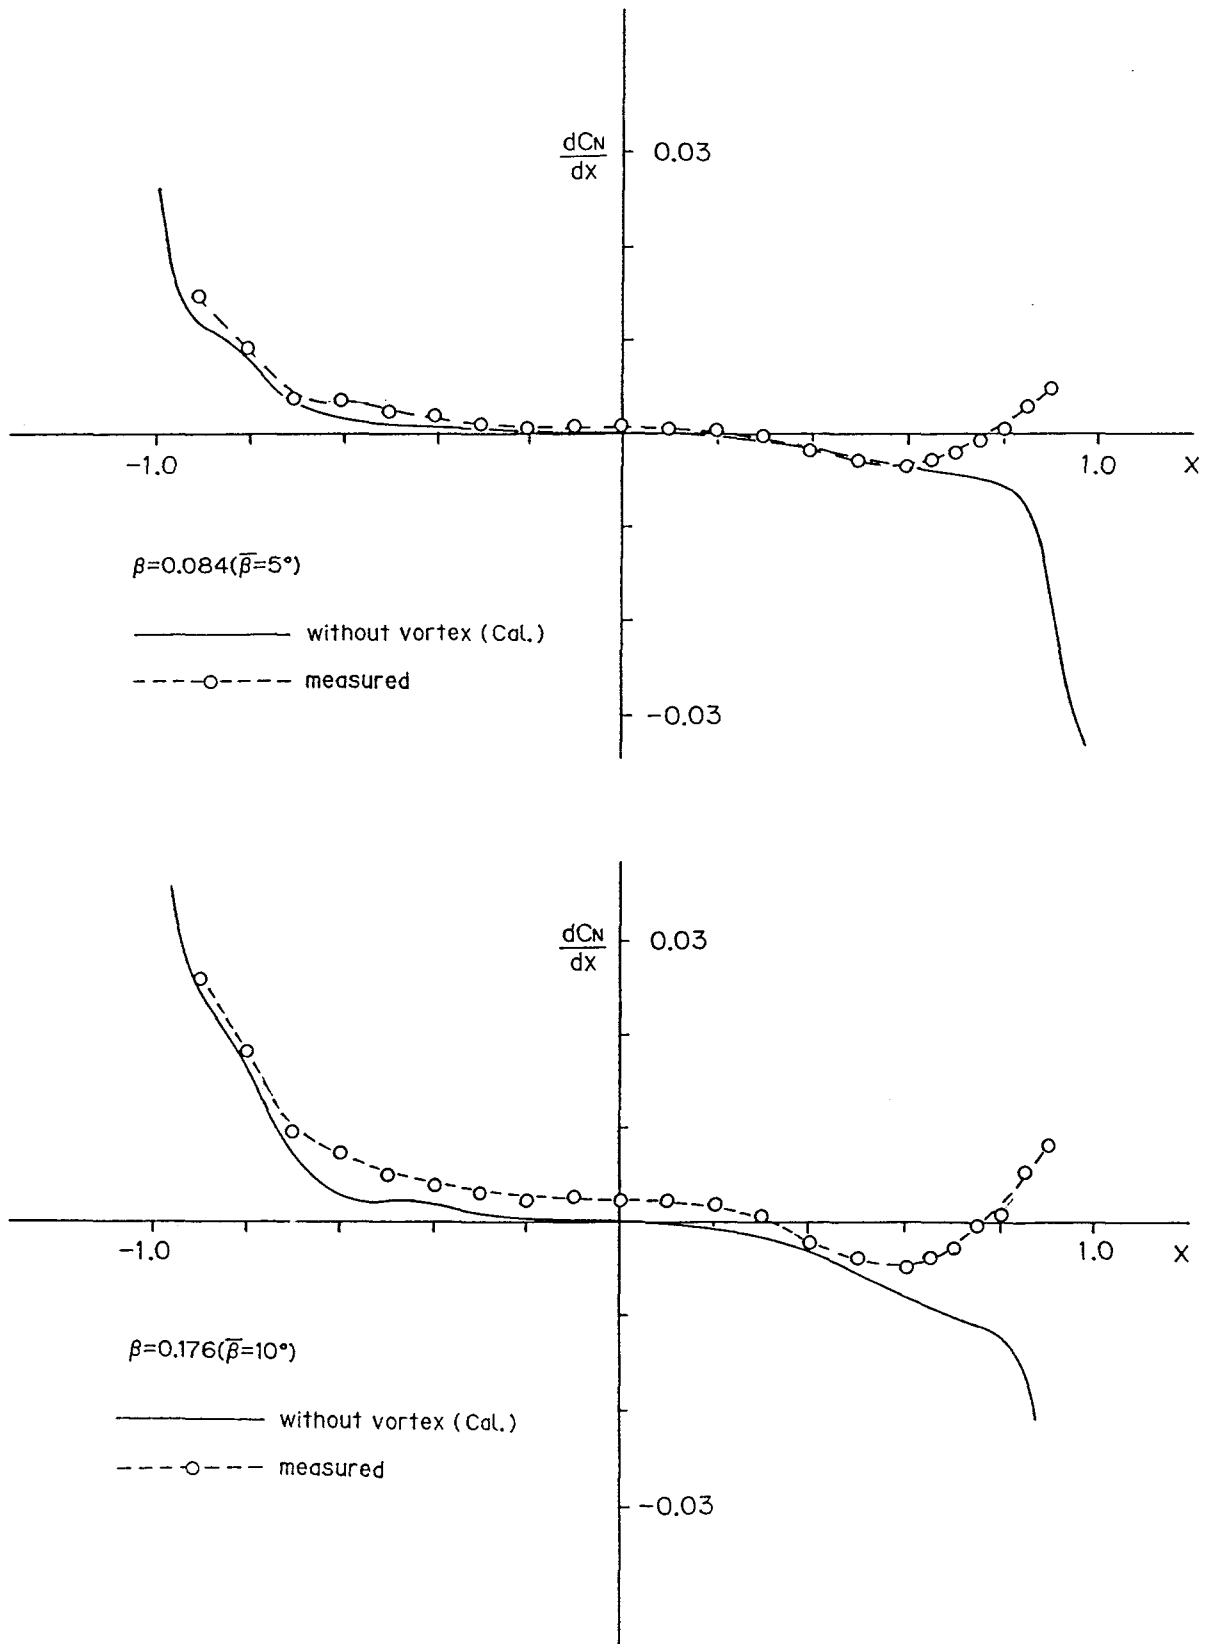 dCN
dx
0.03
-1.0
1.0
X
β=0.084(β̅=5°)
without vortex (Cal.)
measured
-0.03
dCN
dx
0.03
-1.0
1.0
X
β=0.176(β̅=10°)
without vortex (Cal.)
measured
-0.03